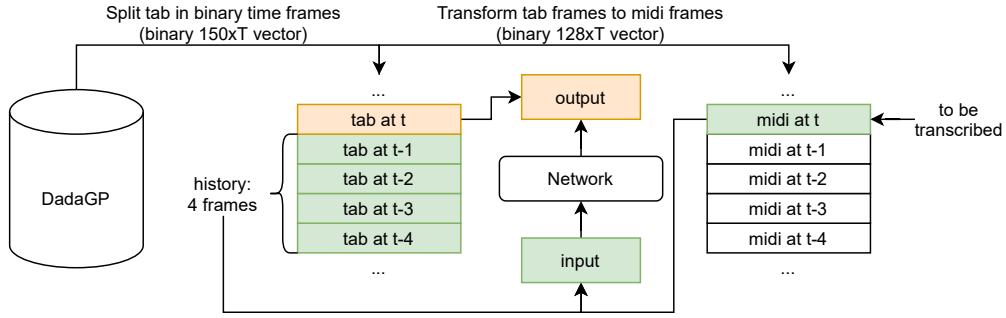 Split tab in binary time frames
(binary 150xT vector)
Transform tab frames to midi frames
(binary 128xT vector)
DadaGP
...
tab at t
tab at t-1
tab at t-2
tab at t-3
tab at t-4
...
history:
4 frames
output
Network
input
...
midi at t
midi at t-1
midi at t-2
midi at t-3
midi at t-4
...
to be
transcribed